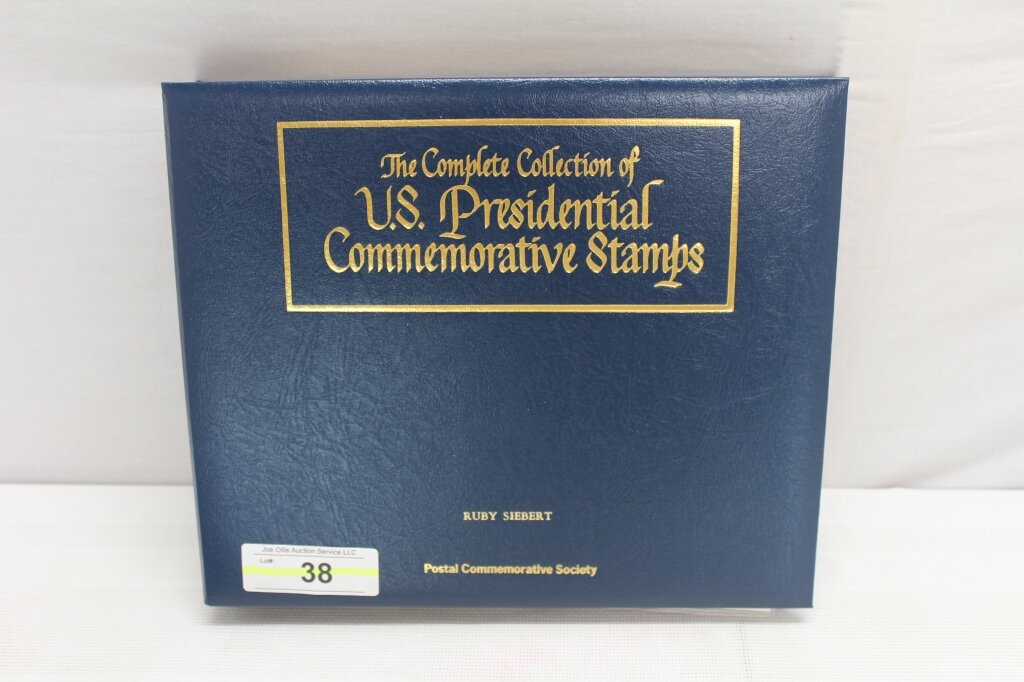 The Complete Collection of
U.S. Presidential
Commemorative Stamps
RUBY SIEBERT
Postal Commemorative Society
Joe Ollis Auction Service LLC
Lot#:
38